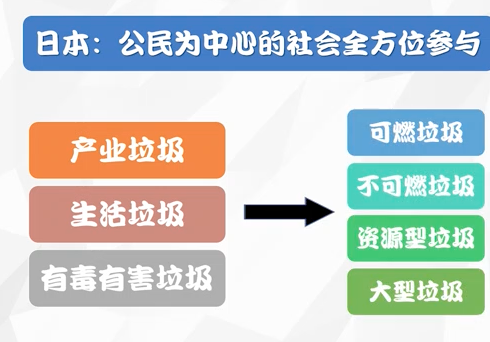 日本：公民为中心的社会全方位参与
产业垃圾
生活垃圾
有毒有害垃圾
可燃垃圾
不可燃垃圾
资源型垃圾
大型垃圾